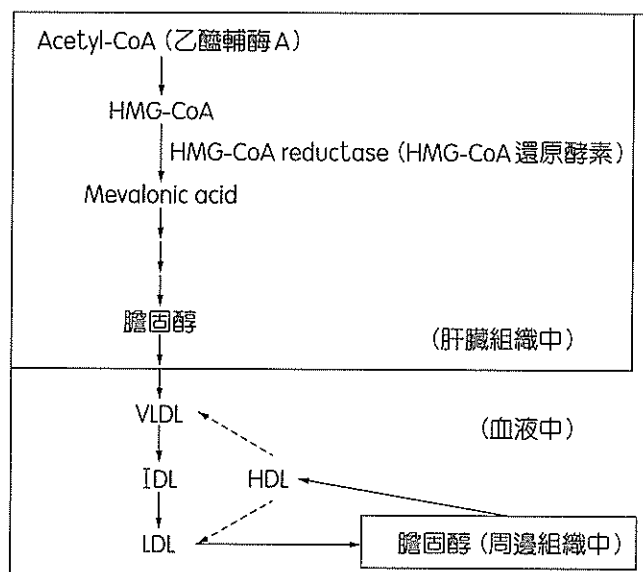 Acetyl-CoA (乙醯輔酶A)
HMG-CoA
HMG-CoA reductase (HMG-CoA還原酵素)
Mevalonic acid
膽固醇
(肝臟組織中)
VLDL
(血液中)
IDL
HDL
LDL
膽固醇(周邊組織中)